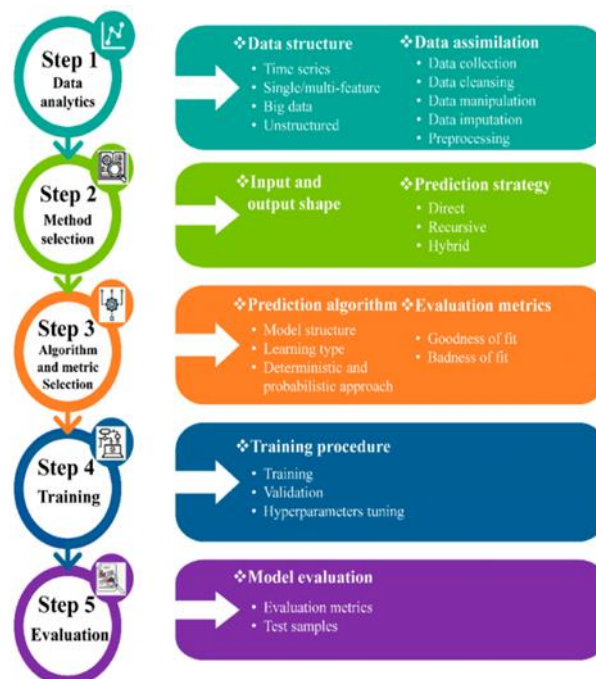 Step 1
Data
analytics
❖Data structure
• Time series
• Single/multi-feature
• Big data
• Unstructured
❖Data assimilation
• Data collection
• Data cleansing
• Data manipulation
• Data imputation
• Preprocessing
Step 2
Method
selection
❖Input and
output shape
❖Prediction strategy
• Direct
• Recursive
• Hybrid
Step 3
Algorithm
and metric
Selection
❖Prediction algorithm
• Model structure
• Learning type
• Deterministic and
probabilistic approach
❖Evaluation metrics
• Goodness of fit
• Badness of fit
Step 4
Training
❖Training procedure
• Training
• Validation
• Hyperparameters tuning
Step 5
Evaluation
❖Model evaluation
• Evaluation metrics
• Test samples